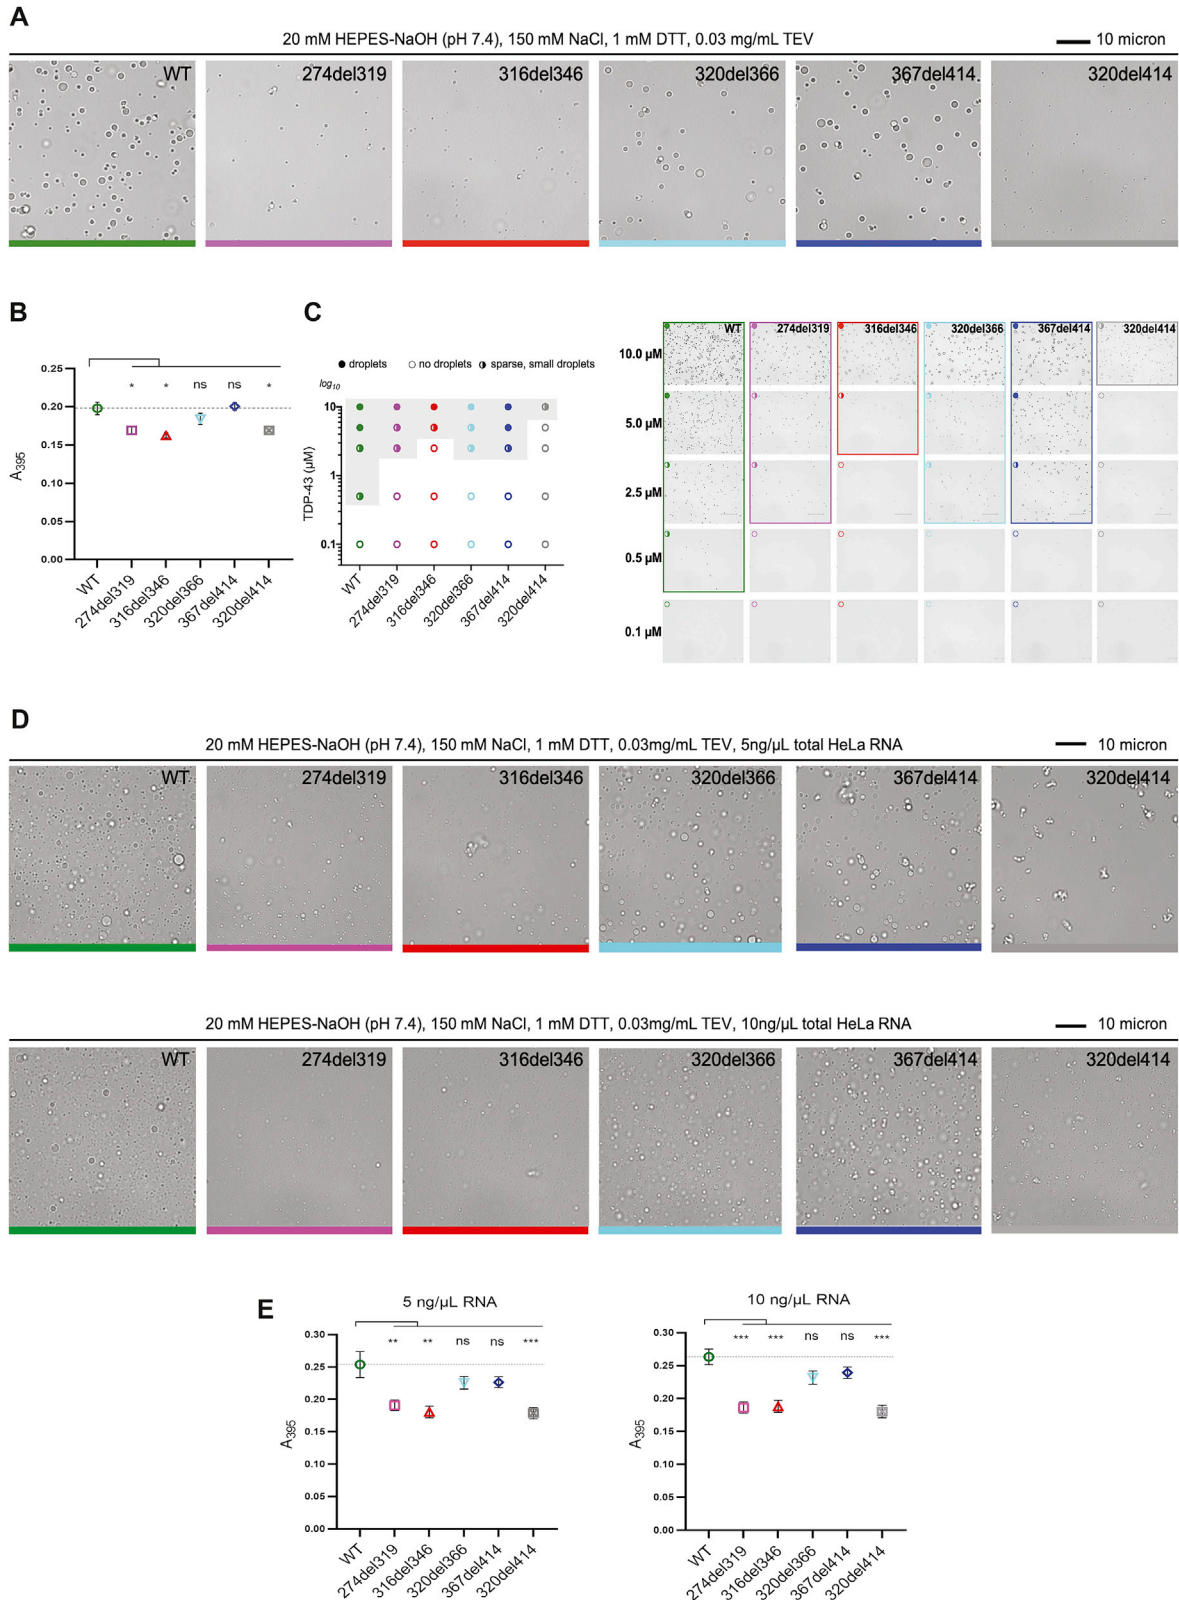 A
20 mM HEPES-NaOH (pH 7.4), 150 mM NaCl, 1 mM DTT, 0.03 mg/mL TEV
10 micron
WT
274del319
316del346
320del366
367del414
320del414
B
0.25
0.20
0.15
0.10
0.05
0.00
A395
* * ns ns *
WT
274del319
316del346
320del366
367del414
320del414
C
droplets
no droplets
sparse, small droplets
log10
10
1
0.1
TDP-43 (µM)
WT
274del319
316del346
320del366
367del414
320del414
WT
274del319
316del346
320del366
367del414
320del414
10.0 µM
5.0 µM
2.5 µM
0.5 µM
0.1 µM
D
20 mM HEPES-NaOH (pH 7.4), 150 mM NaCl, 1 mM DTT, 0.03mg/mL TEV, 5ng/µL total HeLa RNA
10 micron
WT
274del319
316del346
320del366
367del414
320del414
20 mM HEPES-NaOH (pH 7.4), 150 mM NaCl, 1 mM DTT, 0.03mg/mL TEV, 10ng/µL total HeLa RNA
10 micron
WT
274del319
316del346
320del366
367del414
320del414
E
5 ng/µL RNA
0.30
0.25
0.20
0.15
0.10
0.05
0.00
A395
** ** ns ns ***
WT
274del319
316del346
320del366
367del414
320del414
10 ng/µL RNA
0.30
0.25
0.20
0.15
0.10
0.05
0.00
A395
*** *** ns ns ***
WT
274del319
316del346
320del366
367del414
320del414